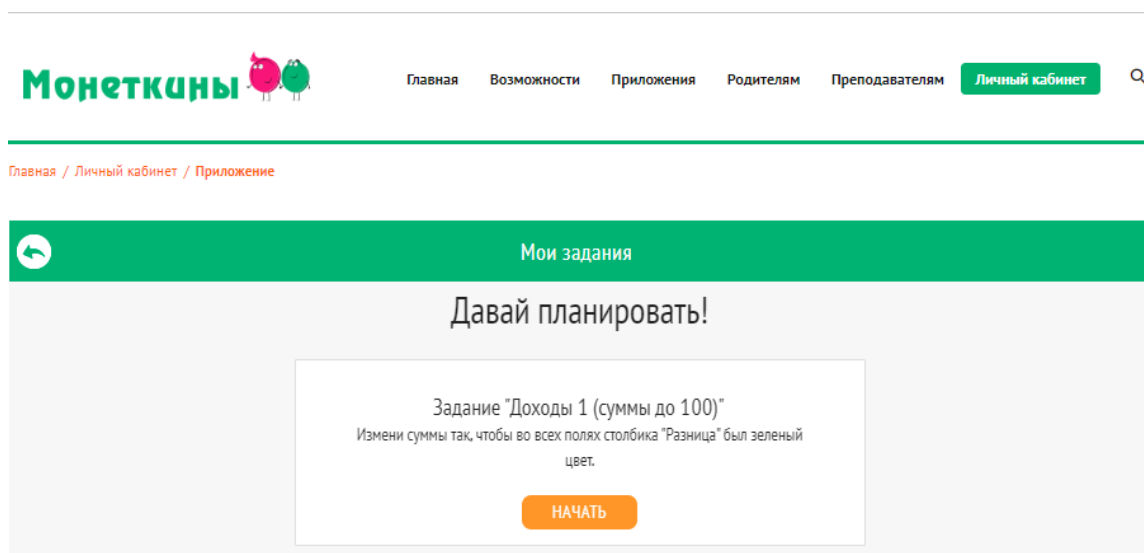 Монеткины
Главная Возможности Приложения Родителям Преподавателям Личный кабинет
Главная / Личный кабинет / Приложение
Мои задания
Давай планировать!
Задание "Доходы 1 (суммы до 100)"
Измени суммы так, чтобы во всех полях столбика "Разница" был зеленый
цвет.
НАЧАТЬ